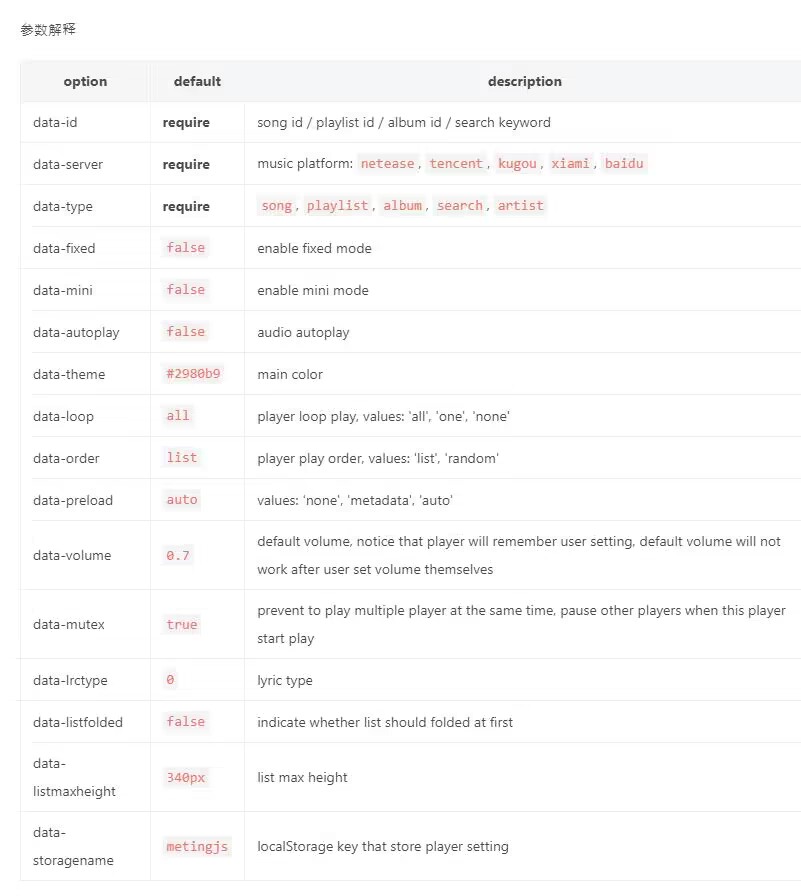 参数解释
option default description
data-id require song id / playlist id / album id / search keyword
data-server require music platform: netease, tencent, kugou, xiami, baidu
data-type require song, playlist, album, search, artist
data-fixed false enable fixed mode
data-mini false enable mini mode
data-autoplay false audio autoplay
data-theme #2980b9 main color
data-loop all player loop play, values: 'all', 'one', 'none'
data-order list player play order, values: 'list', 'random'
data-preload auto values: 'none', 'metadata', 'auto'
data-volume 0.7 default volume, notice that player will remember user setting, default volume will not
work after user set volume themselves
data-mutex true prevent to play multiple player at the same time, pause other players when this player
start play
data-lrctype 0 lyric type
data-listfolded false indicate whether list should folded at first
data-
listmaxheight 340px list max height
data-
storagename metingjs localStorage key that store player setting